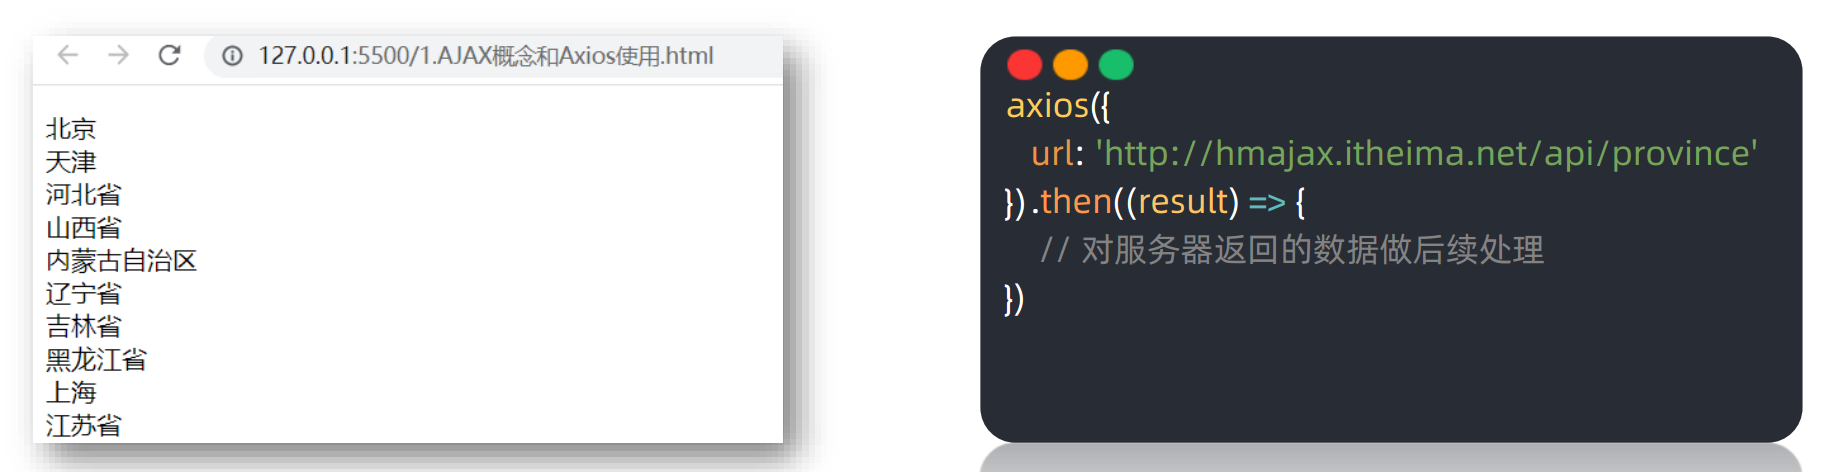 127.0.0.1:5500/1.AJAX概念和Axios使用.html
北京
天津
河北省
山西省
内蒙古自治区
辽宁省
吉林省
黑龙江省
上海
江苏省
axios({
url: 'http://hmajax.itheima.net/api/province'
}).then((result) => {
// 对服务器返回的数据做后续处理
})